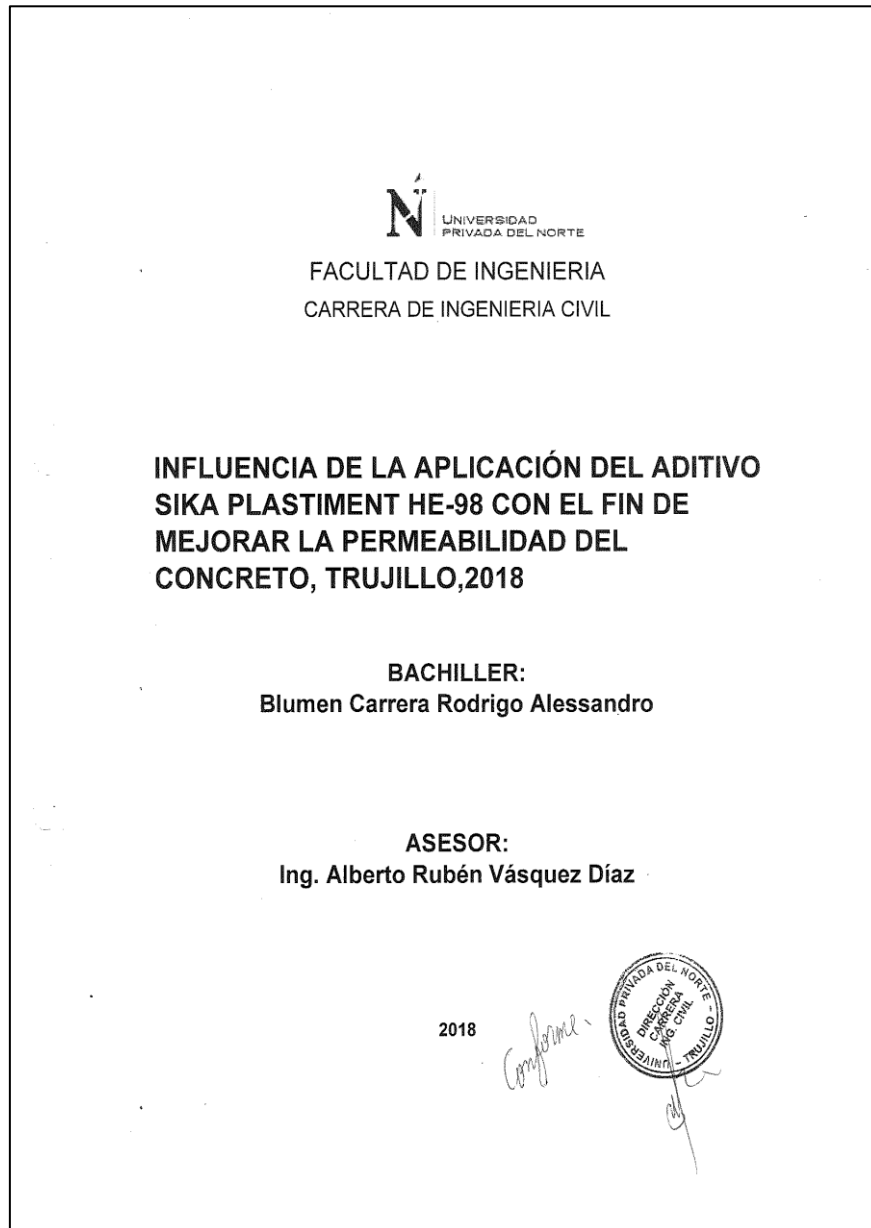 N UNIVERSIDAD
PRIVADA DEL NORTE
FACULTAD DE INGENIERIA
CARRERA DE INGENIERIA CIVIL
INFLUENCIA DE LA APLICACIÓN DEL ADITIVO
SIKA PLASTIMENT HE-98 CON EL FIN DE
MEJORAR LA PERMEABILIDAD DEL
CONCRETO, TRUJILLO,2018
BACHILLER:
Blumen Carrera Rodrigo Alessandro
ASESOR:
Ing. Alberto Rubén Vásquez Díaz
2018
Conforme.
UNIVERSIDAD PRIVADA DEL NORTE - TRUJILLO -
DIRECCIÓN
CARRERA
ING. CIVIL